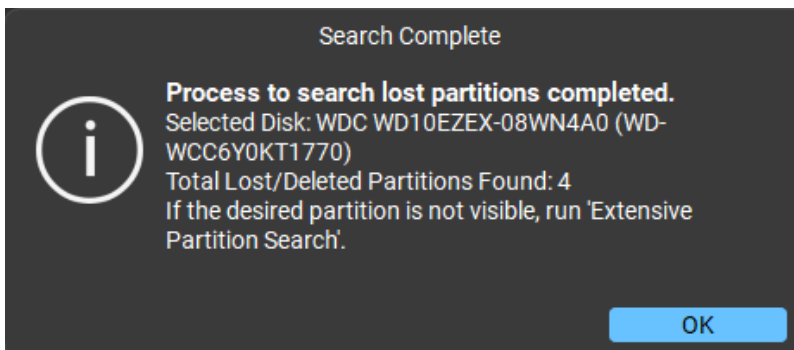 Search Complete
Process to search lost partitions completed.
Selected Disk: WDC WD10EZEX-08WN4A0 (WD-
WCC6Y0KT1770)
Total Lost/Deleted Partitions Found: 4
If the desired partition is not visible, run 'Extensive
Partition Search'.
OK